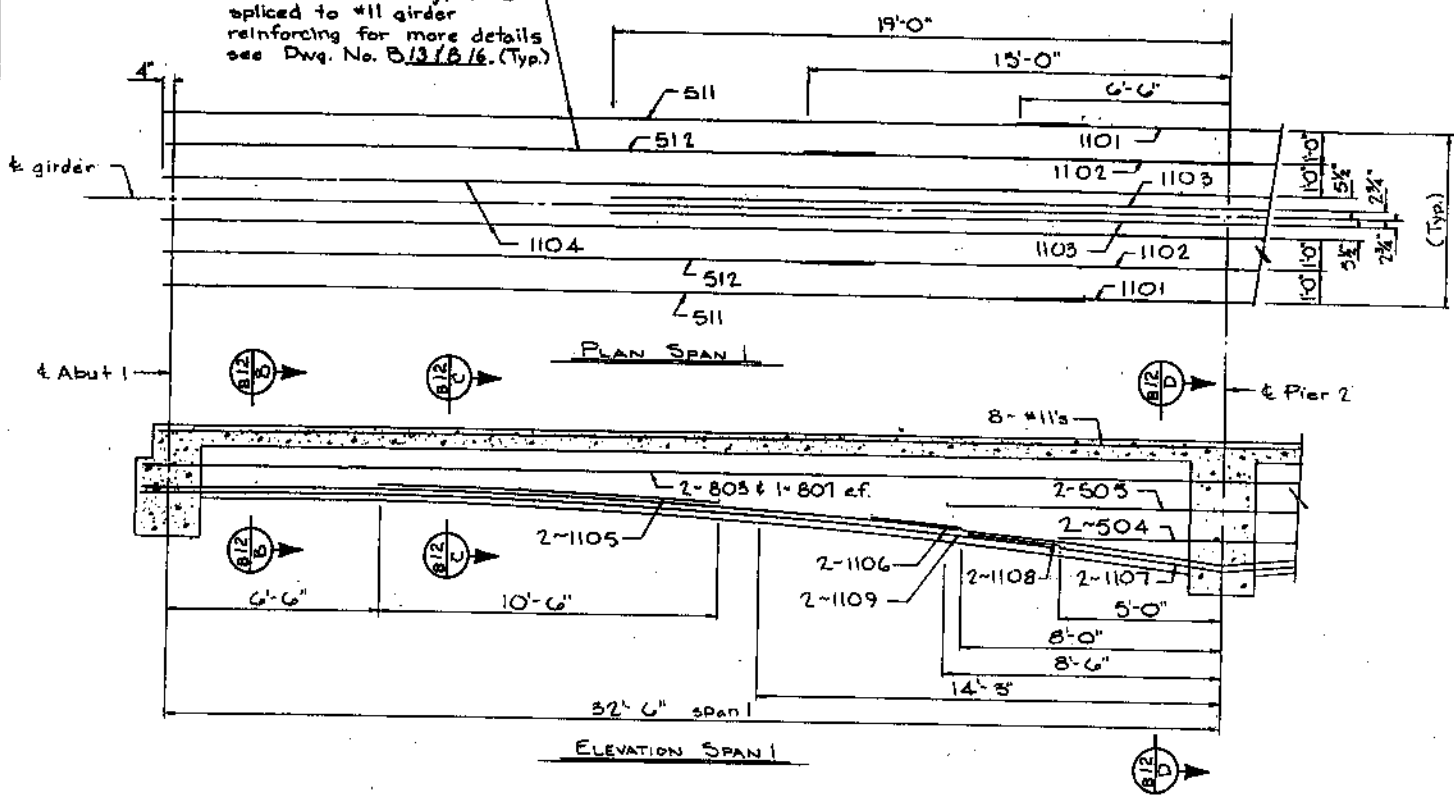 spliced to #11 girder
reinforcing for more details
see Dwg. No. B13/B16. (Typ.)
19'-0"
13'-0"
6'-6"
4"
511
1101
512
1102
1103
℄ girder
1104
1103
1102
512
1101
511
1'-0"
1'-0"
5½"
2¾"
(Typ.)
1'-0"
1'-0"
5½"
2¾"
PLAN SPAN 1
℄ Abut 1
B12
B
B12
C
B12
D
℄ Pier 2
8~#11's
2~803 & 1~807 ef.
2~505
2~504
2~1105
2~1106
2~1108
2~1107
2~1109
B12
B
B12
C
6'-6"
10'-6"
5'-0"
8'-0"
8'-6"
14'-3"
32'-6" span 1
ELEVATION SPAN 1
B12
D